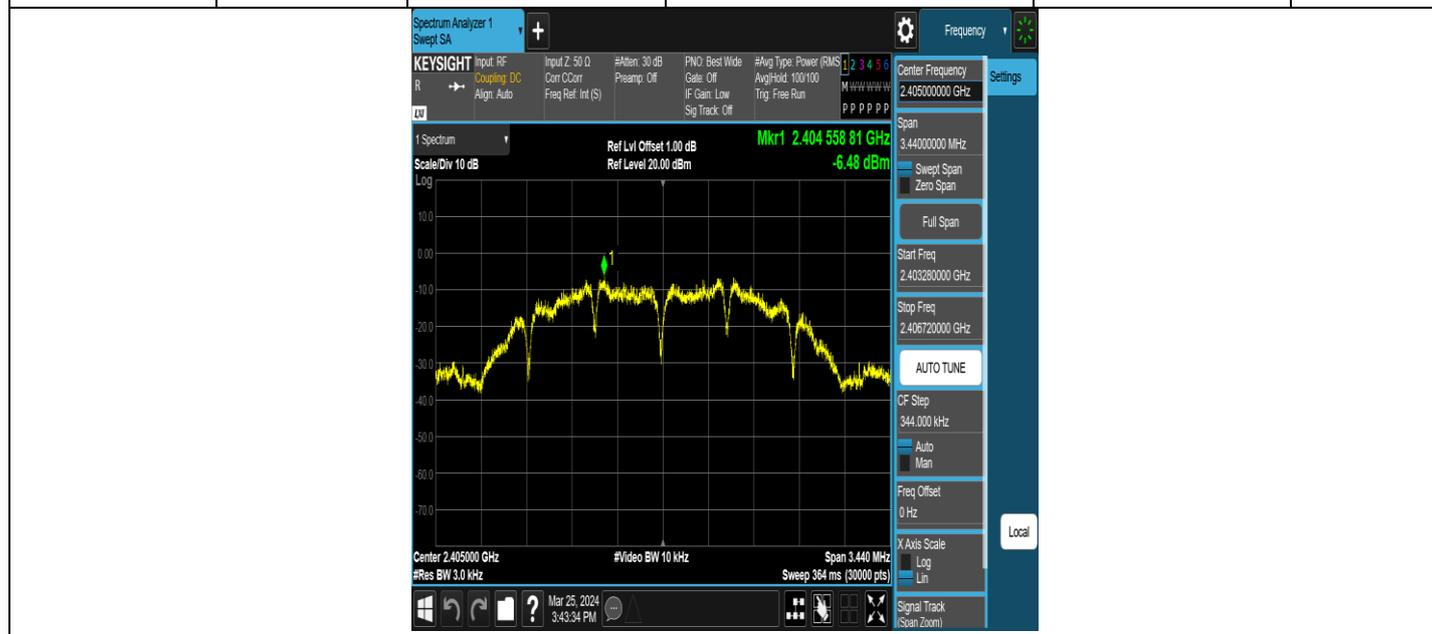 Spectrum Analyzer 1
Swept SA
+
Frequency
KEYSIGHT
R
LXI
Input: RF
Coupling: DC
Align: Auto
Input Z: 50 Ω
Corr CCorr
Freq Ref: Int (S)
#Atten: 30 dB
Preamp: Off
PNO: Best Wide
Gate: Off
IF Gain: Low
Sig Track: Off
#Avg Type: Power (RMS
Avg|Hold: 100/100
Trig: Free Run
1 2 3 4 5 6
M W W W W W
P P P P P P
1 Spectrum
Scale/Div 10 dB
Log
Ref Lvl Offset 1.00 dB
Ref Level 20.00 dBm
Mkr1 2.404 558 81 GHz
-6.48 dBm
10.0
0.00
-10.0
-20.0
-30.0
-40.0
-50.0
-60.0
-70.0
1
Center 2.405000 GHz
#Res BW 3.0 kHz
#Video BW 10 kHz
Span 3.440 MHz
Sweep 364 ms (30000 pts)
?
Mar 25, 2024
3:43:34 PM
Center Frequency
2.405000000 GHz
Settings
Span
3.44000000 MHz
Swept Span
Zero Span
Full Span
Start Freq
2.403280000 GHz
Stop Freq
2.406720000 GHz
AUTO TUNE
CF Step
344.000 kHz
Auto
Man
Freq Offset
0 Hz
X Axis Scale
Log
Lin
Local
Signal Track
(Span Zoom)